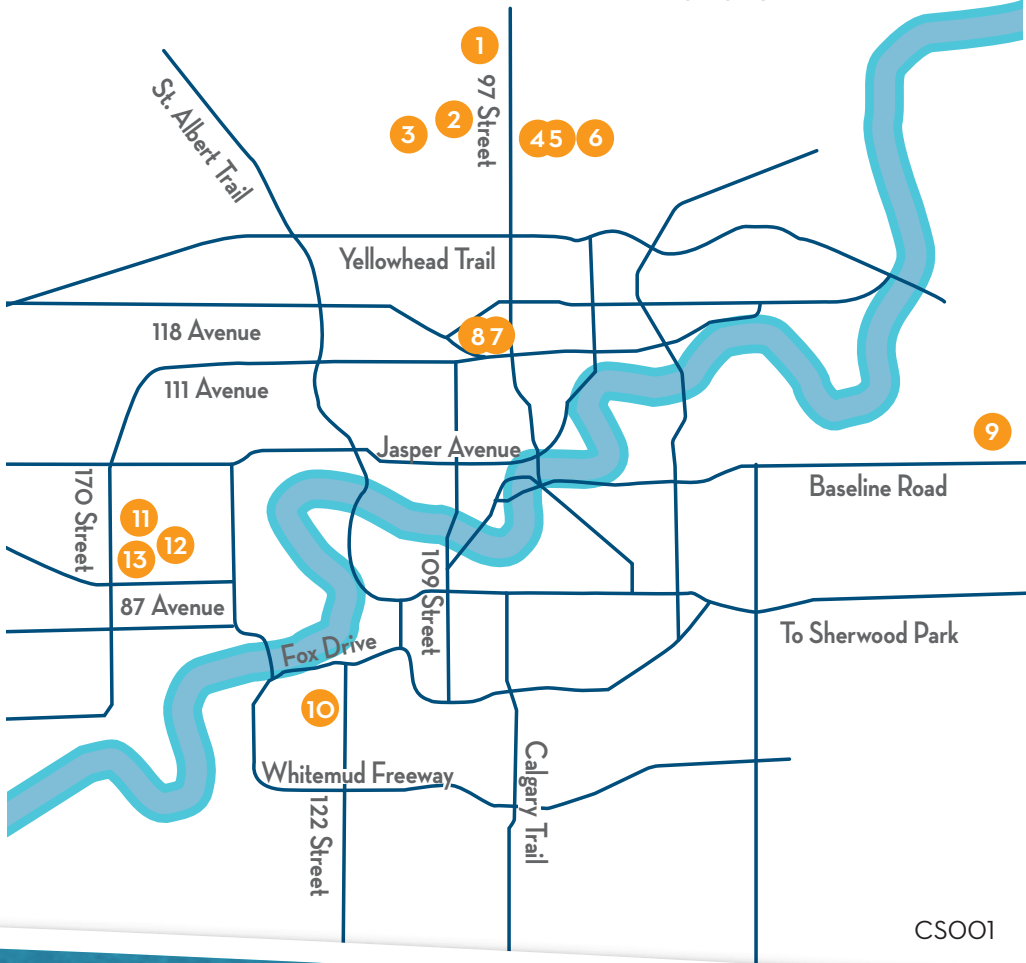 1
97 Street
2
3
4 5 6
St. Albert Trail
Yellowhead Trail
118 Avenue
8 7
111 Avenue
Jasper Avenue
9
Baseline Road
170 Street
11
12
13
87 Avenue
109 Street
To Sherwood Park
Fox Drive
10
Whitemud Freeway
Calgary Trail
122 Street
CS001